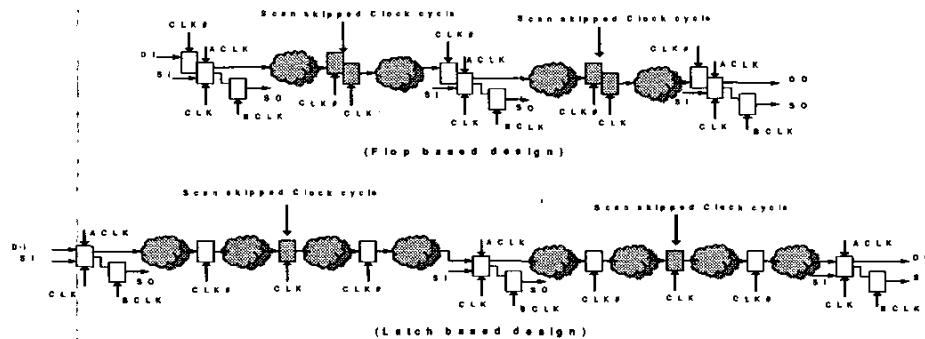 Scan skipped Clock cycle
Scan skipped Clock cycle
CLK# CLK# CLK#
DI ACLK ACLK ACLK
SI SI SI DO
SO CLK# CLK SO CLK# CLK SO
CLK BCLK CLK BCLK CLK BCLK
(Flop based design)
Scan skipped Clock cycle
Scan skipped Clock cycle
DI ACLK ACLK ACLK
SI SI SI
SO SO
CLK BCLK CLK# CLK CLK# CLK BCLK CLK# CLK CLK# CLK BCLK
(Latch based design)